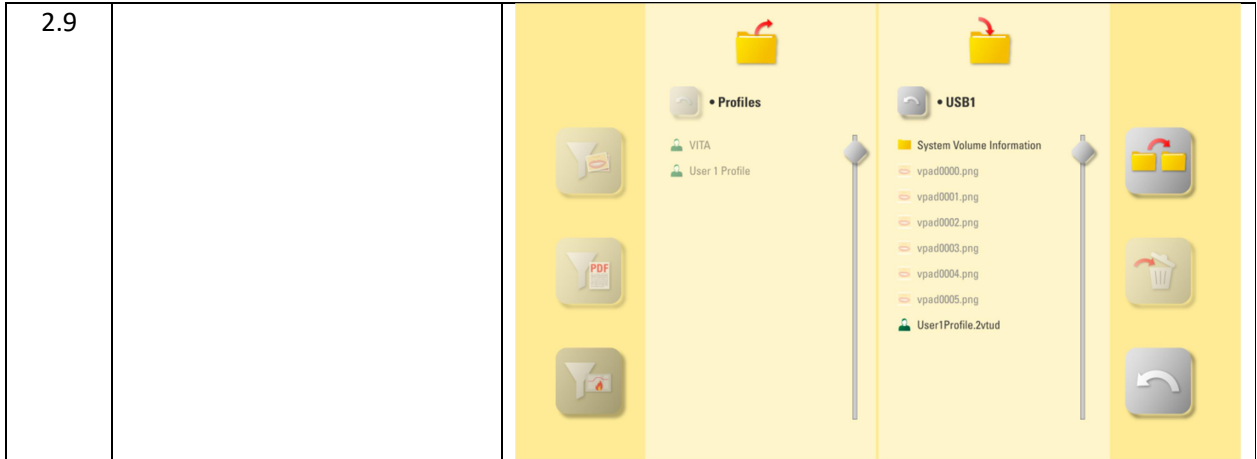 2.9
• Profiles
VITA
User 1 Profile
• USB1
System Volume Information
vpad0000.png
vpad0001.png
vpad0002.png
vpad0003.png
vpad0004.png
vpad0005.png
User1Profile.2vtud
PDF